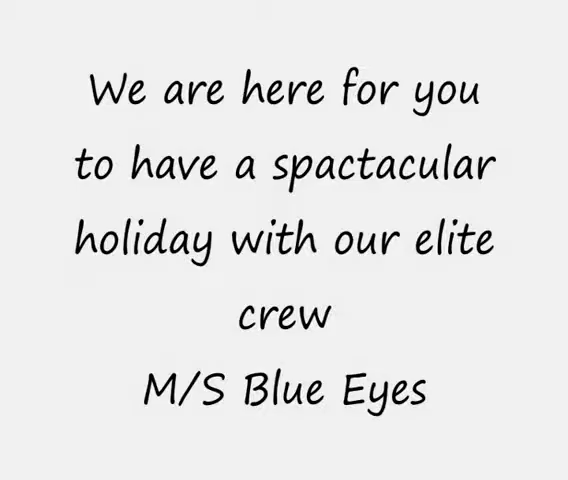 We are here for you
to have a spactacular
holiday with our elite
crew
M/S Blue Eyes